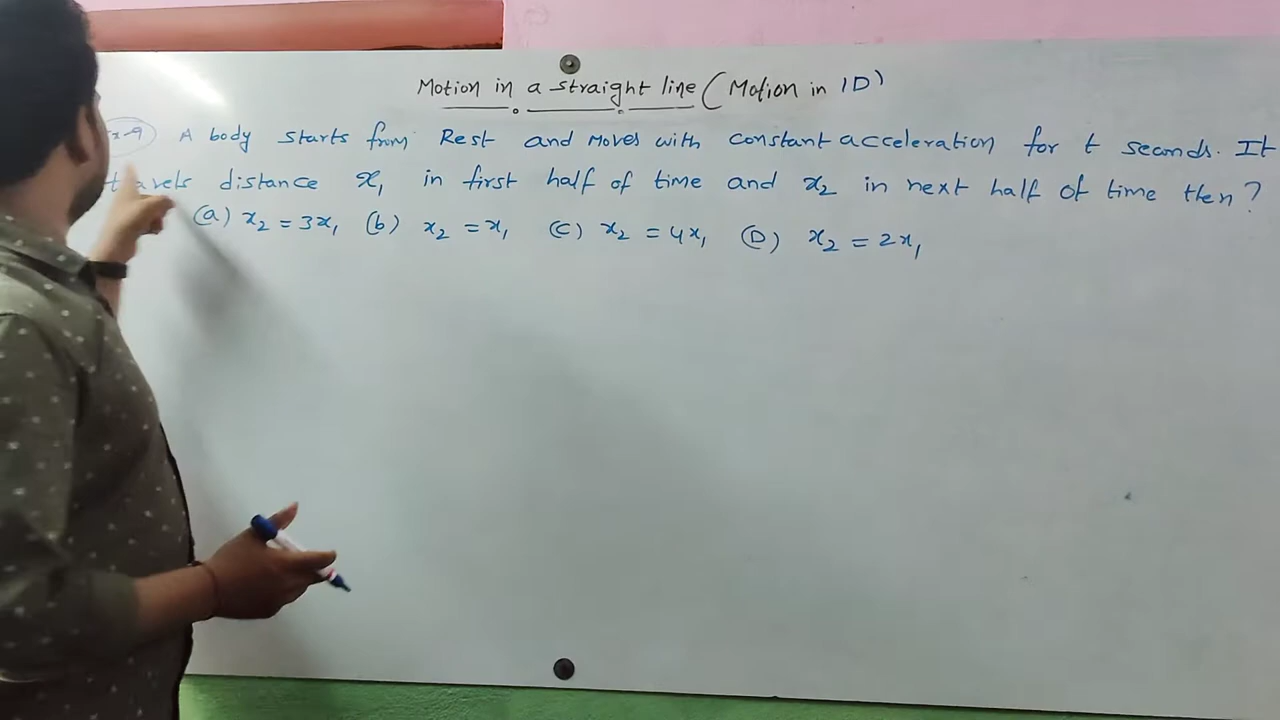 Motion in a straight line (Motion in 1D)
A body starts from Rest and Moves with constant acceleration for t seconds. It
travels distance x₁ in first half of time and x₂ in next half of time then?
(a) x₂ = 3x₁ (b) x₂ = x₁ (C) x₂ = 4x₁ (D) x₂ = 2x₁